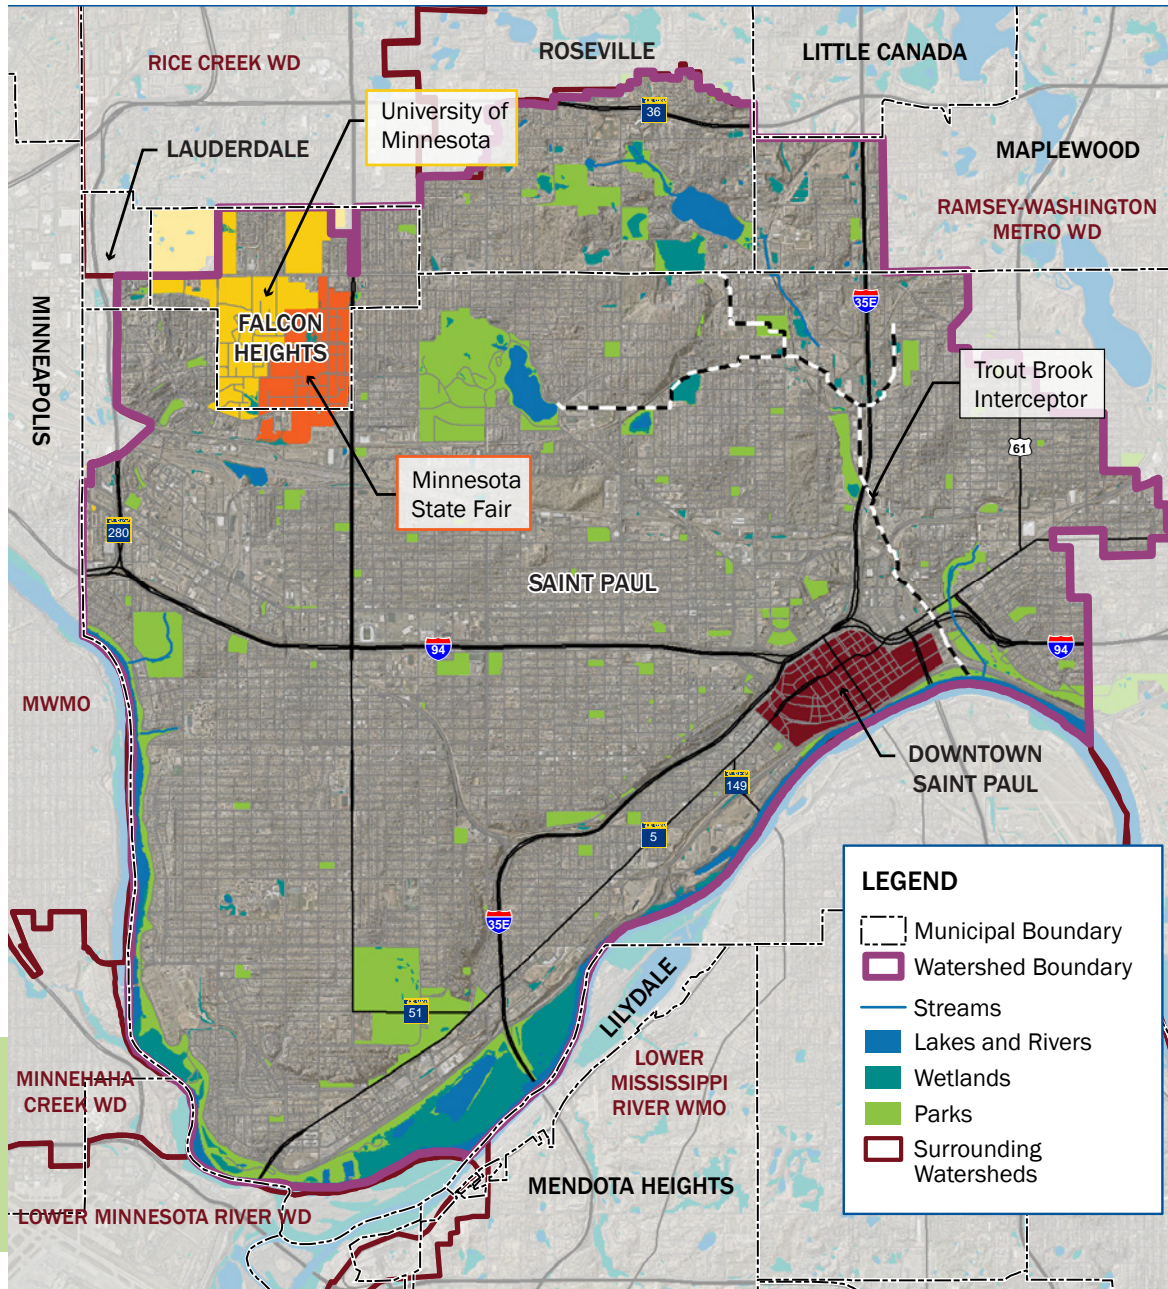 RICE CREEK WD
ROSEVILLE
LITTLE CANADA
University of
Minnesota
36
LAUDERDALE
MAPLEWOOD
RAMSEY-WASHINGTON
METRO WD
MINNEAPOLIS
35E
FALCON
HEIGHTS
Trout Brook
Interceptor
61
Minnesota
State Fair
280
SAINT PAUL
94
94
MWMO
DOWNTOWN
SAINT PAUL
149
5
35E
LILYDALE
51
LOWER
MISSISSIPPI
RIVER WMO
MINNEHAHA
CREEK WD
MENDOTA HEIGHTS
LOWER MINNESOTA RIVER WD
LEGEND
Municipal Boundary
Watershed Boundary
Streams
Lakes and Rivers
Wetlands
Parks
Surrounding
Watersheds